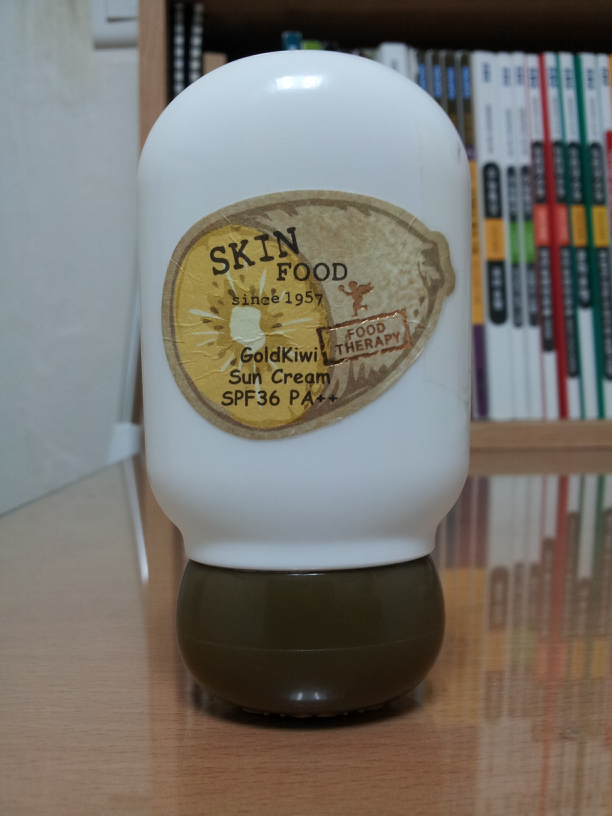 SKIN
FOOD
since 1957
FOOD
THERAPY
GoldKiwi
Sun Cream
SPF36 PA++